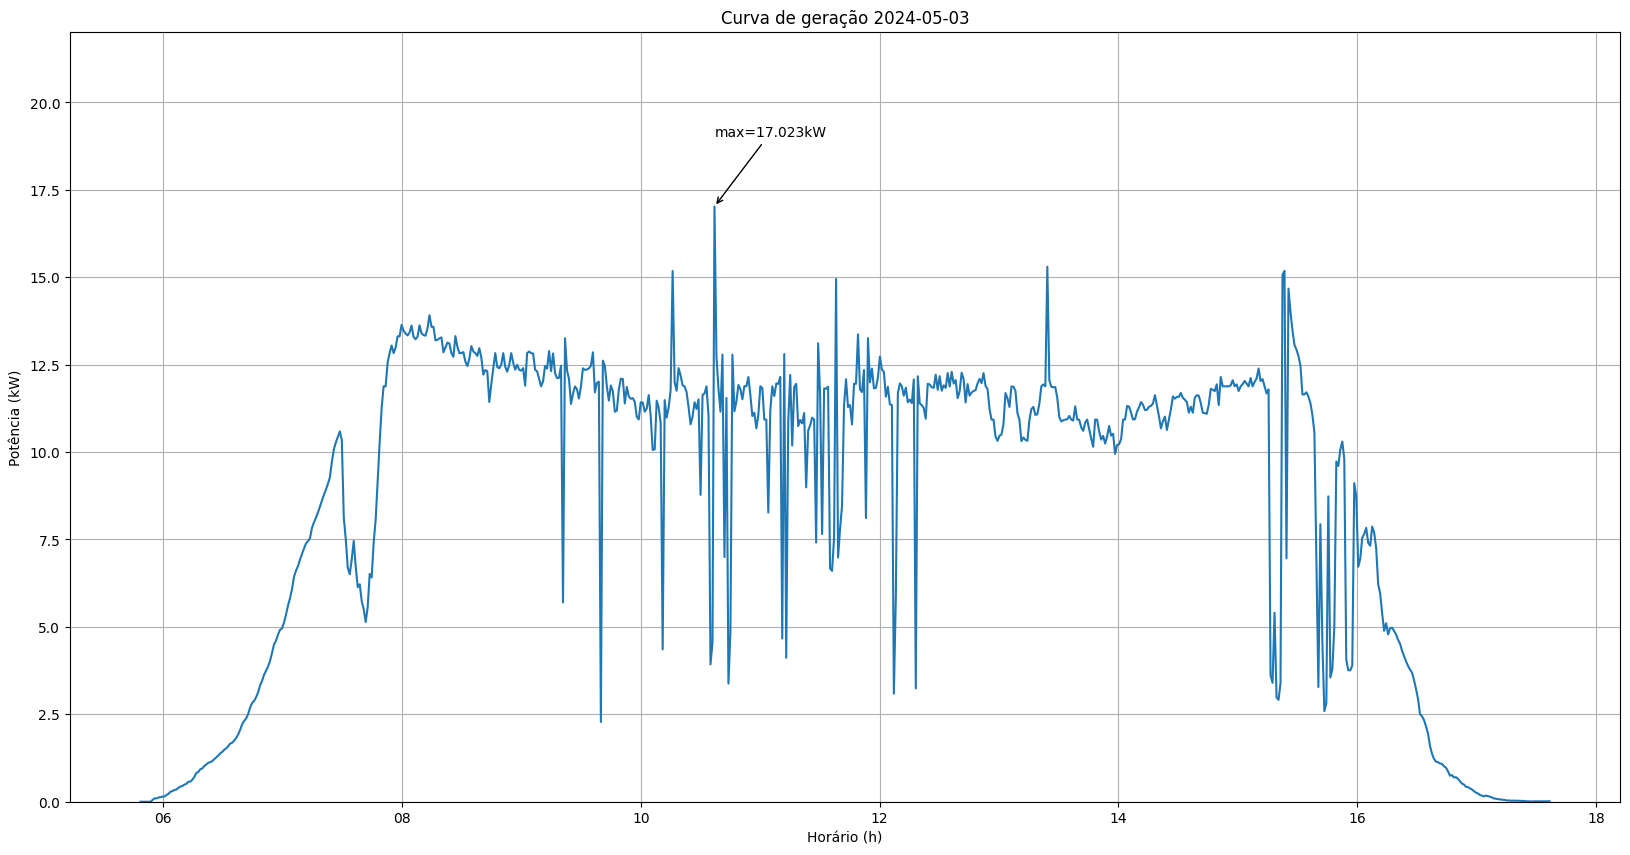 Curva de geração 2024-05-03
max=17.023kW
Potência (kW)
20.0
17.5
15.0
12.5
10.0
7.5
5.0
2.5
0.0
06 08 10 12 14 16 18
Horário (h)